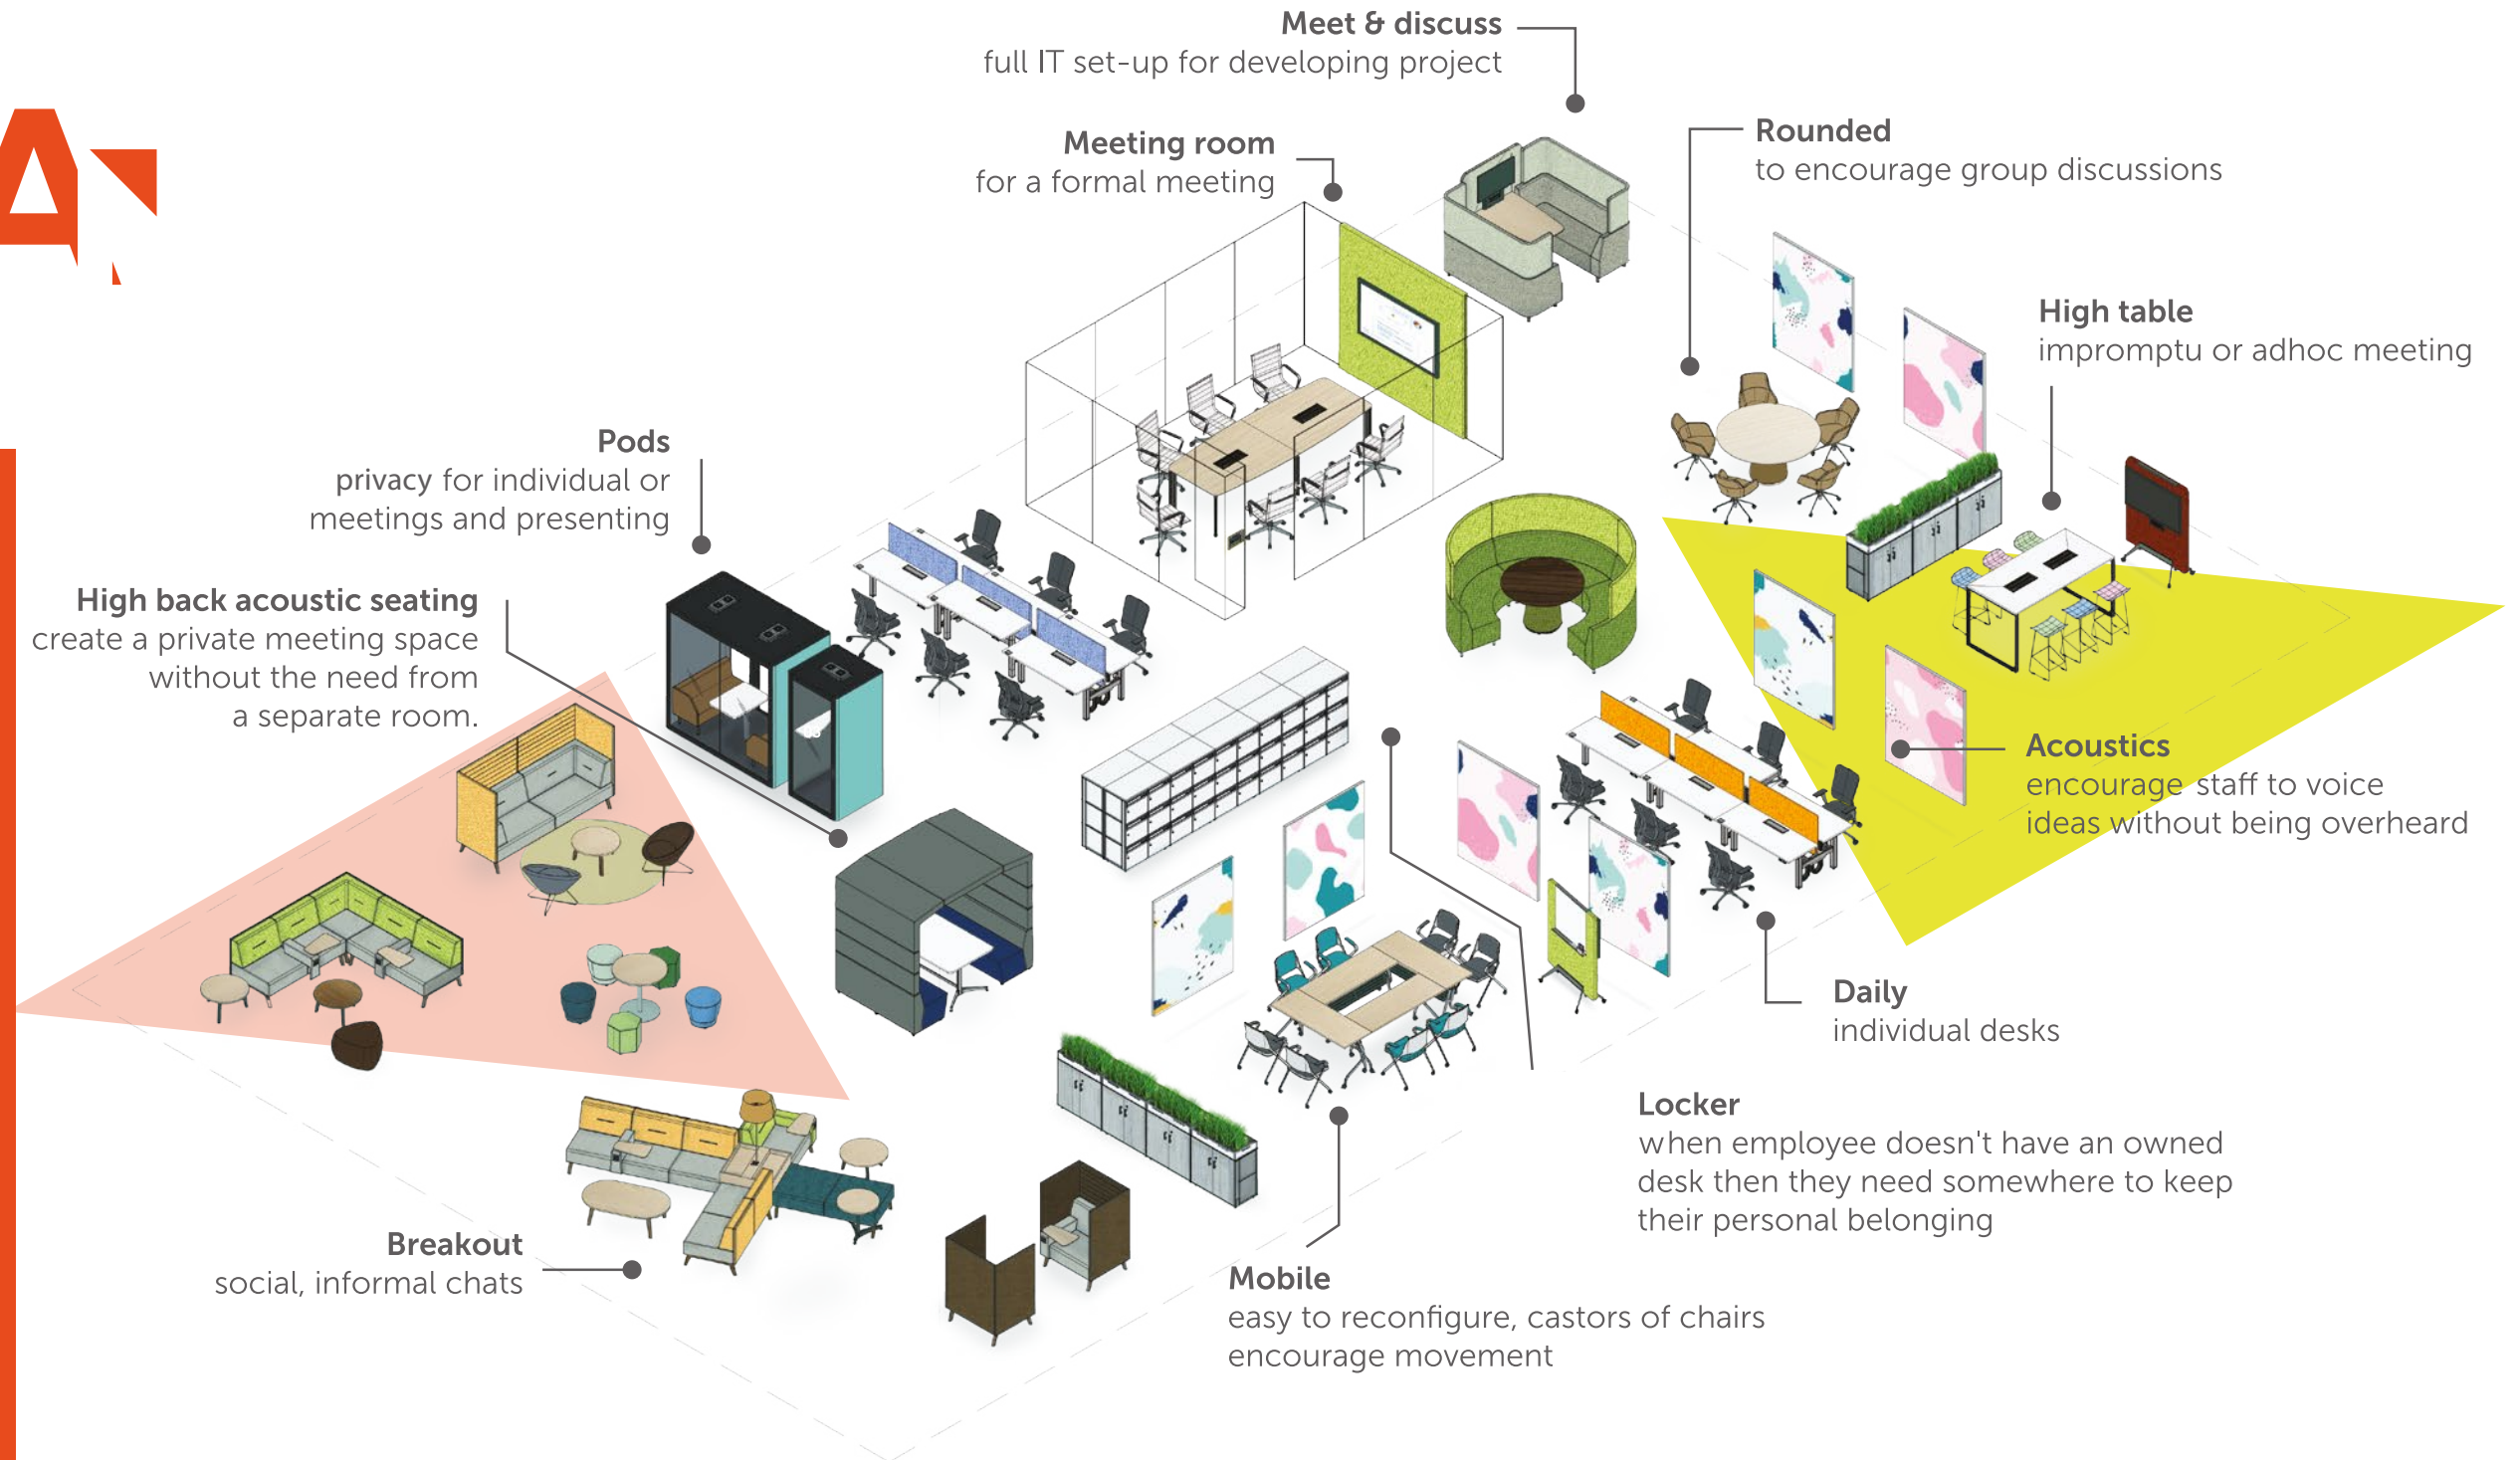 A
Meet & discuss
full IT set-up for developing project
Meeting room
for a formal meeting
Rounded
to encourage group discussions
High table
impromptu or adhoc meeting
Pods
privacy for individual or
meetings and presenting
High back acoustic seating
create a private meeting space
without the need from
a separate room.
Acoustics
encourage staff to voice
ideas without being overheard
Daily
individual desks
Locker
when employee doesn't have an owned
desk then they need somewhere to keep
their personal belonging
Breakout
social, informal chats
Mobile
easy to reconfigure, castors of chairs
encourage movement